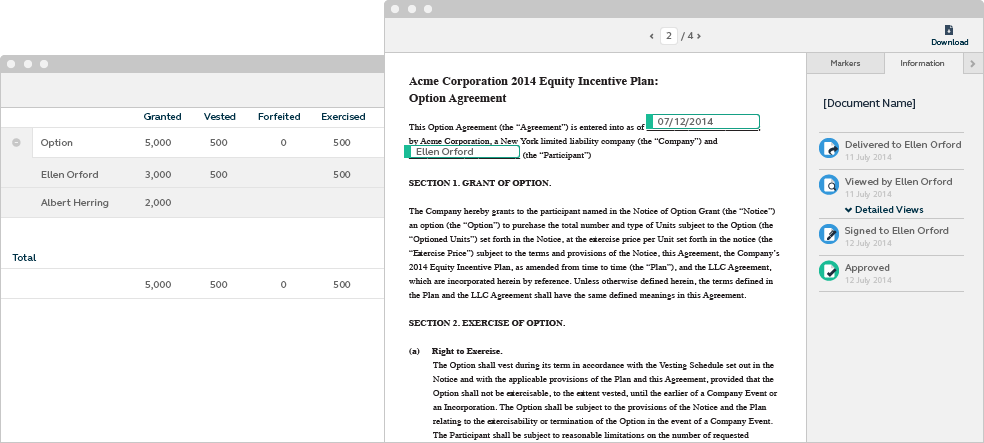 Granted Vested Forfeited Exercised
Option 5,000 500 0 500
Ellen Orford 3,000 500 500
Albert Herring 2,000
Total
5,000 500 0 500
2 / 4
Download
Acme Corporation 2014 Equity Incentive Plan:
Option Agreement
This Option Agreement (the “Agreement”) is entered into as of 07/12/2014
by Acme Corporation, a New York limited liability company (the “Company”) and
Ellen Orford (the “Participant”)
SECTION 1. GRANT OF OPTION.
The Company hereby grants to the participant named in the Notice of Option Grant (the “Notice”)
an option (the “Option”) to purchase the total number and type of Units subject to the Option (the
“Optioned Units”) set forth in the Notice, at the exercise price per Unit set forth in the notice (the
“Exercise Price”) subject to the terms and provisions of the Notice, this Agreement, the Company’s
2014 Equity Incentive Plan, as amended from time to time (the “Plan”), and the LLC Agreement,
which are incorporated herein by reference. Unless otherwise defined herein, the terms defined in
the Plan and the LLC Agreement shall have the same defined meanings in this Agreement.
SECTION 2. EXERCISE OF OPTION.
(a) Right to Exercise.
The Option shall vest during its term in accordance with the Vesting Schedule set out in the
Notice and with the applicable provisions of the Plan and this Agreement, provided that the
Option shall not be exercisable, to the extent vested, until the earlier of a Company Event or
an Incorporation. The Option shall be subject to the provisions of the Notice and the Plan
relating to the exercisability or termination of the Option in the event of a Company Event.
The Participant shall be subject to reasonable limitations on the number of requested
Markers Information
[Document Name]
Delivered to Ellen Orford
11 July 2014
Viewed by Ellen Orford
11 July 2014
Detailed Views
Signed to Ellen Orford
12 July 2014
Approved
12 July 2014